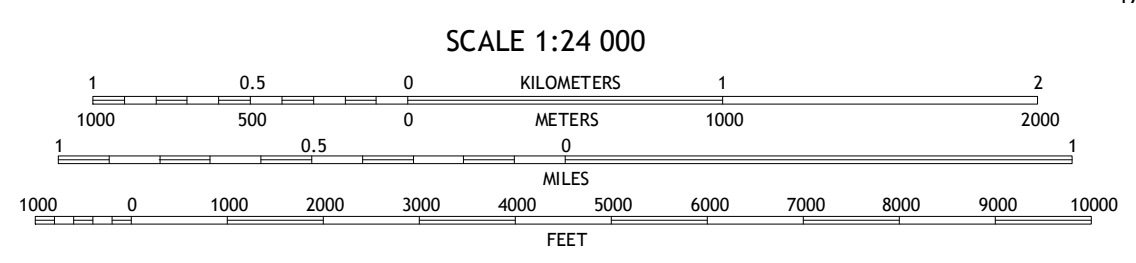 SCALE 1:24 000
1 0.5 0 KILOMETERS 1 2
1000 500 0 METERS 1000 2000
1 0.5 0 1
MILES
1000 0 1000 2000 3000 4000 5000 6000 7000 8000 9000 10000
FEET